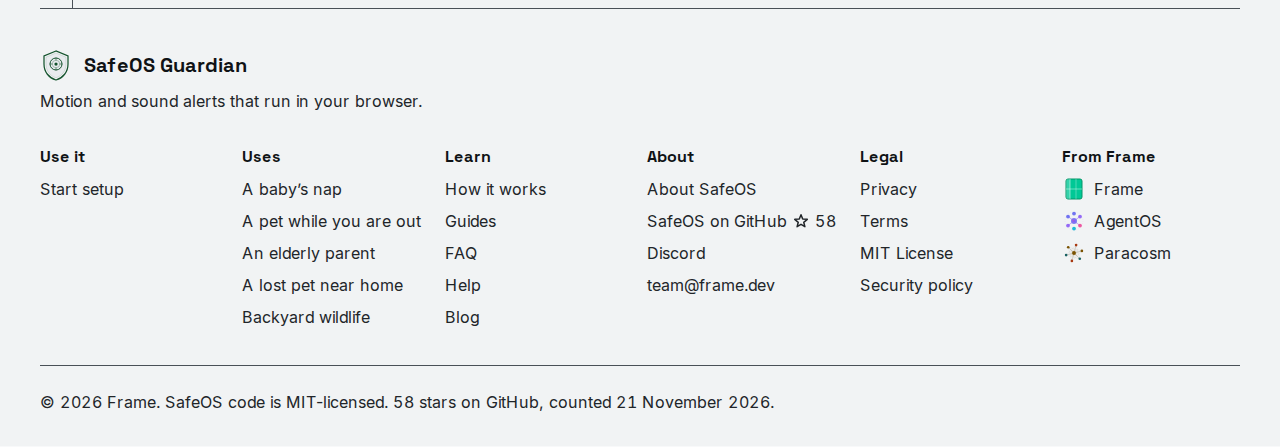 SafeOS Guardian
Motion and sound alerts that run in your browser.
Use it
Start setup
Uses
A baby's nap
A pet while you are out
An elderly parent
A lost pet near home
Backyard wildlife
Learn
How it works
Guides
FAQ
Help
Blog
About
About SafeOS
SafeOS on GitHub ☆ 58
Discord
team@frame.dev
Legal
Privacy
Terms
MIT License
Security policy
From Frame
Frame
AgentOS
Paracosm
© 2026 Frame. SafeOS code is MIT-licensed. 58 stars on GitHub, counted 21 November 2026.